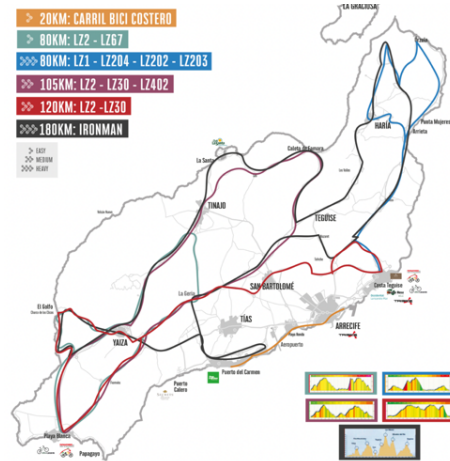 LA GRACIOSA
20KM: CARRIL BICI COSTERO
80KM: LZ2 - LZ67
80KM: LZ1 - LZ204 - LZ202 - LZ203
105KM: LZ2 - LZ30 - LZ402
120KM: LZ2 -LZ30
180KM: IRONMAN
EASY
MEDIUM
HEAVY
Orzola
Punta Mujeres
HARÍA
Arrieta
Caleta de Famara
La Santa
TINAJO
TEGUISE
El Golfo
La Geria
SAN BARTOLOMÉ
Costa Teguise
TÍAS
ARRECIFE
YAIZA
Playa Honda
Aeropuerto
Puerto del Carmen
Puerto
Calero
Playa Blanca
Papagayo